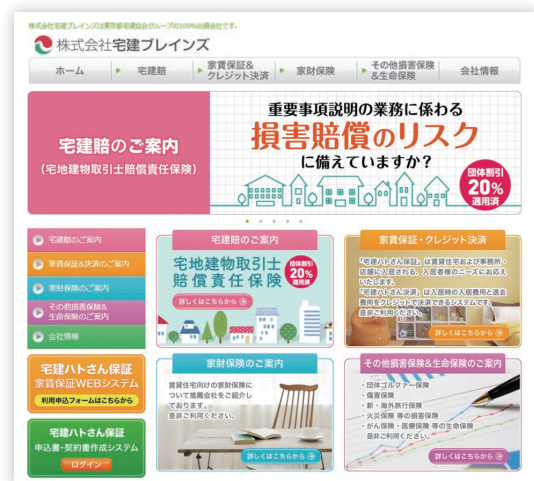 株式会社宅建ブレインズは東京都宅建協会グループの100%出資会社です。
株式会社宅建ブレインズ
ホーム
宅建賠
家賃保証&
クレジット決済
家財保険
その他損害保険
&生命保険
会社情報
宅建賠のご案内
(宅地建物取引士賠償責任保険)
重要事項説明の業務に係わる
損害賠償のリスク
に備えていますか?
団体割引
20%
適用済
宅建賠のご案内
家賃保証&決済のご案内
家財保険のご案内
その他損害保険&
生命保険のご案内
会社情報
宅建ハトさん保証
家賃保証WEBシステム
利用申込フォームはこちらから
宅建ハトさん保証
申込書・契約書作成システム
ログイン
宅建賠のご案内
宅地建物取引士
賠償責任保険
団体割引
20%
適用済
詳しくはこちらから
家賃保証・クレジット決済
「宅建ハトさん保証」は賃貸住宅および事務所・
店舗に入居される、入居者様のニーズにお応え
いたします。
「宅建ハトさん決済」は入居時の入居費用と退去
費用をクレジットで決済できるシステムです。
是非ご利用ください。
詳しくはこちらから
家財保険のご案内
賃貸住宅向けの家財保険に
ついて推薦会社をご紹介し
ております。
是非ご利用ください。
詳しくはこちらから
その他損害保険&生命保険のご案内
・団体ゴルファー保険
・傷害保険
・新・海外旅行保険
・火災保険 等の損害保険
・がん保険・医療保険 等の生命保険
是非ご利用ください。
詳しくはこちらから